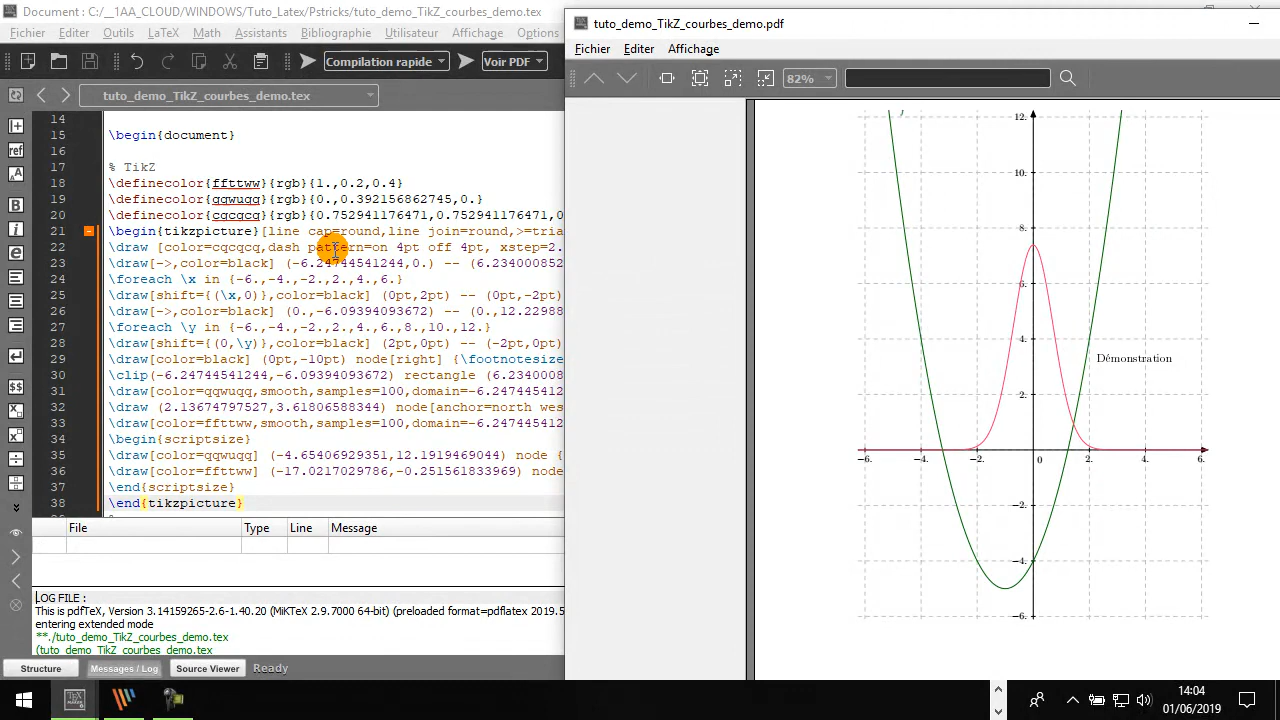 Document : C:/__1AA_CLOUD/WINDOWS/Tuto_Latex/Pstricks/tuto_demo_TikZ_courbes_demo.tex
Fichier Editer Outils LaTeX Math Assistants Bibliographie Utilisateur Affichage Options
Compilation rapide Voir PDF
tuto_demo_TikZ_courbes_demo.tex
14
15 \begin{document}
16
17 % TikZ
18 \definecolor{ffttww}{rgb}{1.,0.2,0.4}
19 \definecolor{qqwuqq}{rgb}{0.,0.392156862745,0.}
20 \definecolor{cqcqcq}{rgb}{0.752941176471,0.752941176471,0
21 \begin{tikzpicture}[line cap=round,line join=round,>=tria
22 \draw [color=cqcqcq,dash pattern=on 4pt off 4pt, xstep=2.
23 \draw[->,color=black] (-6.24744541244,0.) -- (6.234000852
24 \foreach \x in {-6.,-4.,-2.,2.,4.,6.}
25 \draw[shift={(\x,0)},color=black] (0pt,2pt) -- (0pt,-2pt)
26 \draw[->,color=black] (0.,-6.09394093672) -- (0.,12.22988
27 \foreach \y in {-6.,-4.,-2.,2.,4.,6.,8.,10.,12.}
28 \draw[shift={(0,\y)},color=black] (2pt,0pt) -- (-2pt,0pt)
29 \draw[color=black] (0pt,-10pt) node[right] {\footnotesize
30 \clip(-6.24744541244,-6.09394093672) rectangle (6.2340008
31 \draw[color=qqwuqq,smooth,samples=100,domain=-6.247445412
32 \draw (2.13674797527,3.61806588344) node[anchor=north wes
33 \draw[color=ffttww,smooth,samples=100,domain=-6.247445412
34 \begin{scriptsize}
35 \draw[color=qqwuqq] (-4.65406929351,12.1919469044) node {
36 \draw[color=ffttww] (-17.0217029786,-0.251561833969) node
37 \end{scriptsize}
38 \end{tikzpicture}
File Type Line Message
LOG FILE :
This is pdfTeX, Version 3.14159265-2.6-1.40.20 (MiKTeX 2.9.7000 64-bit) (preloaded format=pdflatex 2019.5
entering extended mode
**./tuto_demo_TikZ_courbes_demo.tex
(tuto_demo_TikZ_courbes_demo.tex
Structure Messages / Log Source Viewer Ready
tuto_demo_TikZ_courbes_demo.pdf
Fichier Editer Affichage
82%
12.
10.
8.
6.
4.
Démonstration
2.
−6. −4. −2. 0 2. 4. 6.
−2.
−4.
−6.
14:04
01/06/2019